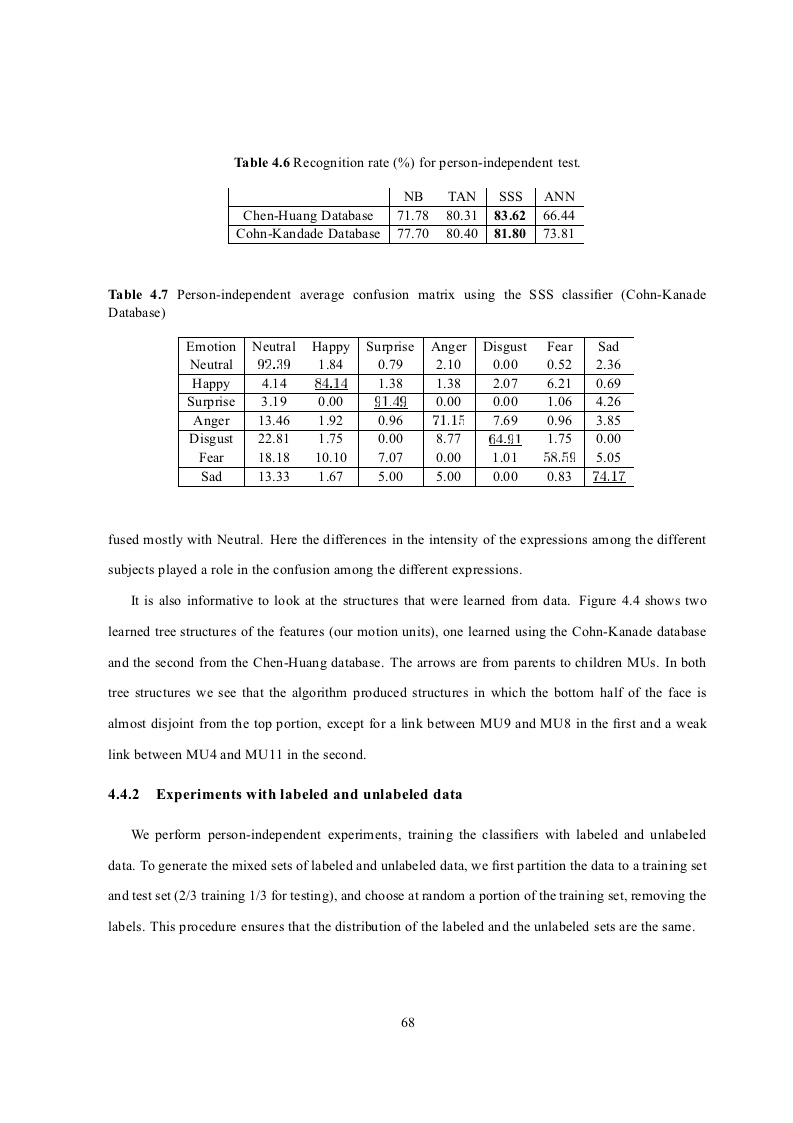 Table 4.6 Recognition rate (%) for person-independent test.
NB TAN SSS ANN
Chen-Huang Database 71.78 80.31 83.62 66.44
Cohn-Kandade Database 77.70 80.40 81.80 73.81
Table 4.7 Person-independent average confusion matrix using the SSS classifier (Cohn-Kanade
Database)
Emotion Neutral Happy Surprise Anger Disgust Fear Sad
Neutral 92.39 1.84 0.79 2.10 0.00 0.52 2.36
Happy 4.14 84.14 1.38 1.38 2.07 6.21 0.69
Surprise 3.19 0.00 91.49 0.00 0.00 1.06 4.26
Anger 13.46 1.92 0.96 71.15 7.69 0.96 3.85
Disgust 22.81 1.75 0.00 8.77 64.91 1.75 0.00
Fear 18.18 10.10 7.07 0.00 1.01 58.59 5.05
Sad 13.33 1.67 5.00 5.00 0.00 0.83 74.17
fused mostly with Neutral. Here the differences in the intensity of the expressions among the different
subjects played a role in the confusion among the different expressions.
It is also informative to look at the structures that were learned from data. Figure 4.4 shows two
learned tree structures of the features (our motion units), one learned using the Cohn-Kanade database
and the second from the Chen-Huang database. The arrows are from parents to children MUs. In both
tree structures we see that the algorithm produced structures in which the bottom half of the face is
almost disjoint from the top portion, except for a link between MU9 and MU8 in the first and a weak
link between MU4 and MU11 in the second.
4.4.2 Experiments with labeled and unlabeled data
We perform person-independent experiments, training the classifiers with labeled and unlabeled
data. To generate the mixed sets of labeled and unlabeled data, we first partition the data to a training set
and test set (2/3 training 1/3 for testing), and choose at random a portion of the training set, removing the
labels. This procedure ensures that the distribution of the labeled and the unlabeled sets are the same.
68